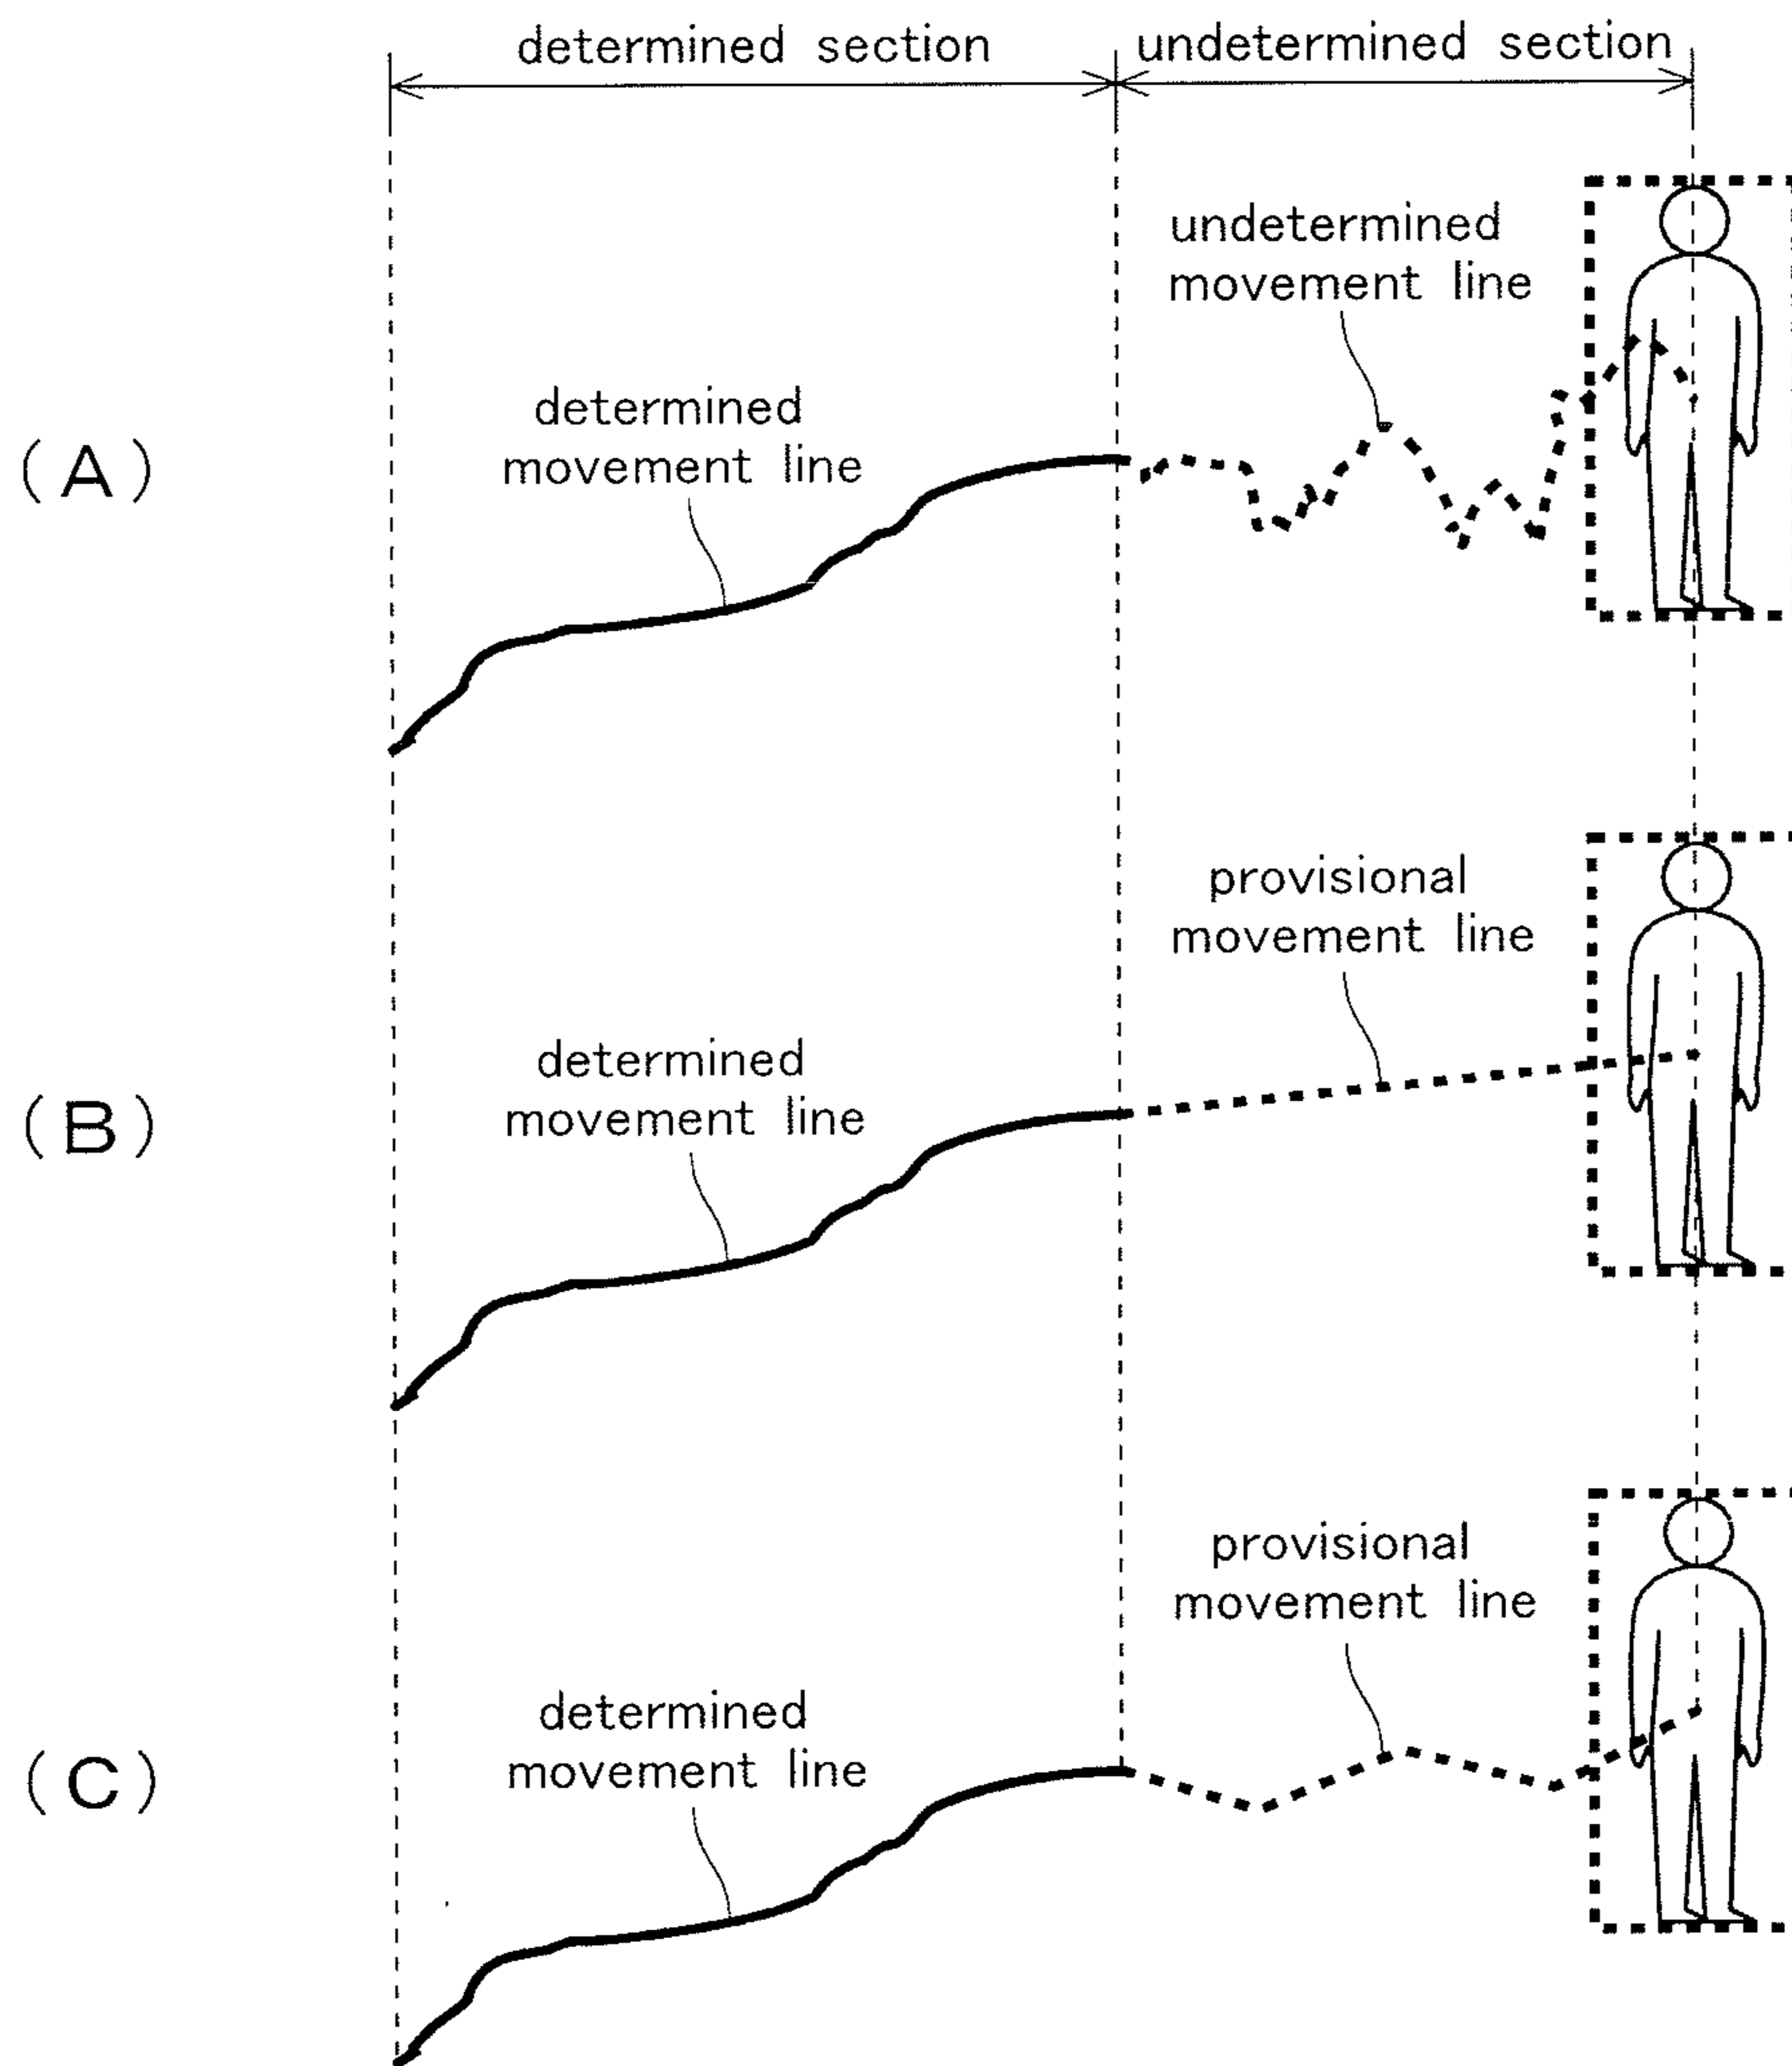 determined section
undetermined section
(A)
determined
movement line
undetermined
movement line
(B)
determined
movement line
provisional
movement line
(C)
determined
movement line
provisional
movement line